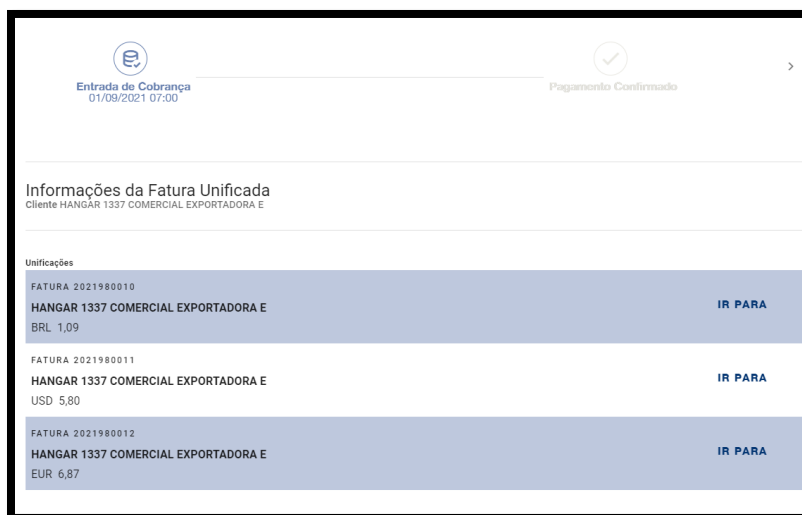 Entrada de Cobrança
01/09/2021 07:00
Pagamento Confirmado
Informações da Fatura Unificada
Cliente HANGAR 1337 COMERCIAL EXPORTADORA E
Unificações
FATURA 2021980010
HANGAR 1337 COMERCIAL EXPORTADORA E
BRL 1,09
IR PARA
FATURA 2021980011
HANGAR 1337 COMERCIAL EXPORTADORA E
USD 5,80
IR PARA
FATURA 2021980012
HANGAR 1337 COMERCIAL EXPORTADORA E
EUR 6,87
IR PARA